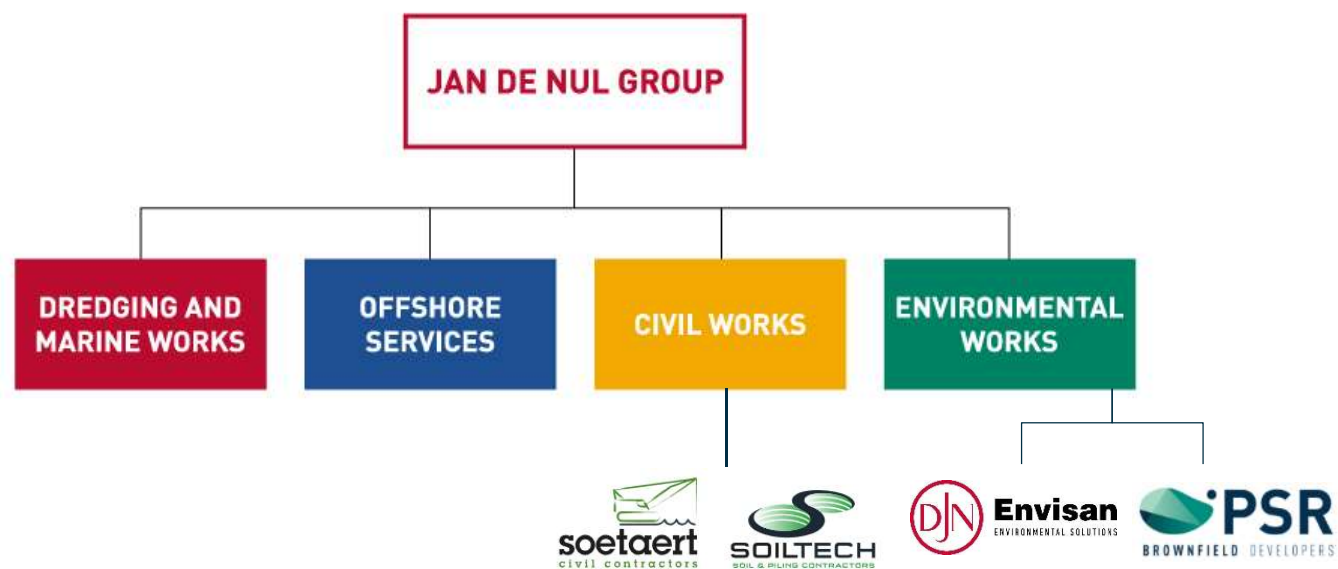 JAN DE NUL GROUP
DREDGING AND
MARINE WORKS
OFFSHORE
SERVICES
CIVIL WORKS
ENVIRONMENTAL
WORKS
soetaert
civil contractors
SOILTECH
SOIL & PILING CONTRACTORS
DJN
Envisan
ENVIRONMENTAL SOLUTIONS
PSR
BROWNFIELD DEVELOPERS